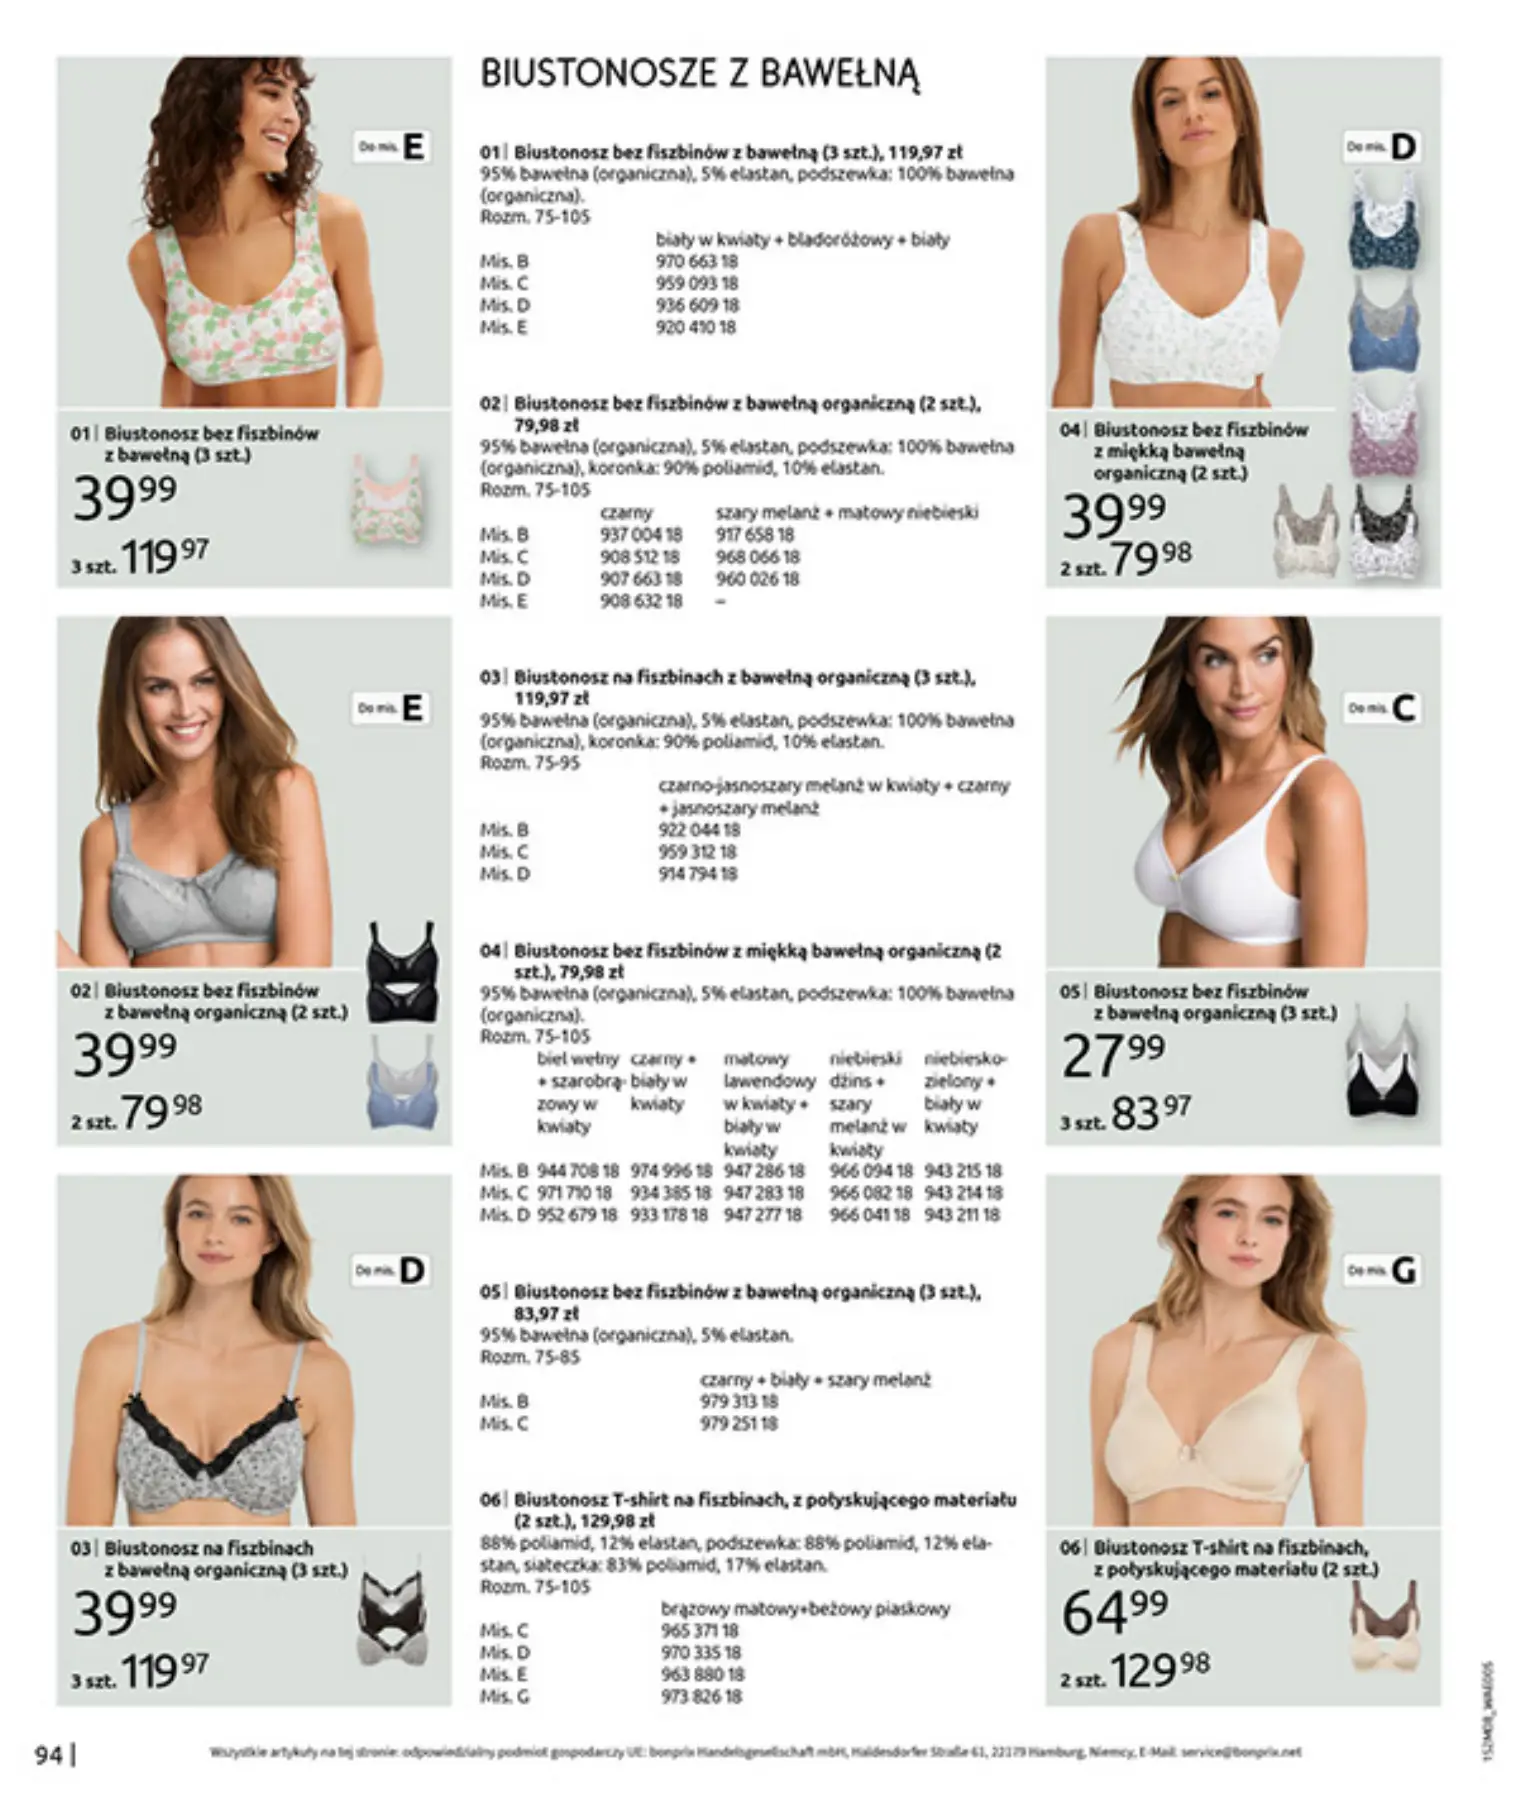 BIUSTONOSZE Z BAWEŁNĄ
Do mis. E
01| Biustonosz bez fiszbinów
z bawełną (3 szt.)
39 99
3 szt. 119 97
Do mis. E
02| Biustonosz bez fiszbinów
z bawełną organiczną (2 szt.)
39 99
2 szt. 79 98
Do mis. D
03| Biustonosz na fiszbinach
z bawełną organiczną (3 szt.)
39 99
3 szt. 119 97
01| Biustonosz bez fiszbinów z bawełną (3 szt.), 119,97 zł
95% bawełna (organiczna), 5% elastan, podszewka: 100% bawełna
(organiczna).
Rozm. 75-105
biały w kwiaty + bladoróżowy + biały
Mis. B 970 663 18
Mis. C 959 093 18
Mis. D 936 609 18
Mis. E 920 410 18
02| Biustonosz bez fiszbinów z bawełną organiczną (2 szt.),
79,98 zł
95% bawełna (organiczna), 5% elastan, podszewka: 100% bawełna
(organiczna), koronka: 90% poliamid, 10% elastan.
Rozm. 75-105
czarny szary melanż + matowy niebieski
Mis. B 937 004 18 917 658 18
Mis. C 908 512 18 968 066 18
Mis. D 907 663 18 960 026 18
Mis. E 908 632 18 –
03| Biustonosz na fiszbinach z bawełną organiczną (3 szt.),
119,97 zł
95% bawełna (organiczna), 5% elastan, podszewka: 100% bawełna
(organiczna), koronka: 90% poliamid, 10% elastan.
Rozm. 75-95
czarno-jasnoszary melanż w kwiaty + czarny
+ jasnoszary melanż
Mis. B 922 044 18
Mis. C 959 312 18
Mis. D 914 794 18
04| Biustonosz bez fiszbinów z miękką bawełną organiczną (2
szt.), 79,98 zł
95% bawełna (organiczna), 5% elastan, podszewka: 100% bawełna
(organiczna).
Rozm. 75-105
biel wełny czarny + matowy niebieski niebiesko-
+ szarobrą- biały w lawendowy dżins + zielony +
zowy w kwiaty w kwiaty + szary biały w
kwiaty biały w melanż w kwiaty
kwiaty kwiaty
Mis. B 944 708 18 974 996 18 947 286 18 966 094 18 943 215 18
Mis. C 971 710 18 934 385 18 947 283 18 966 082 18 943 214 18
Mis. D 952 679 18 933 178 18 947 277 18 966 041 18 943 211 18
05| Biustonosz bez fiszbinów z bawełną organiczną (3 szt.),
83,97 zł
95% bawełna (organiczna), 5% elastan.
Rozm. 75-85
czarny + biały + szary melanż
Mis. B 979 313 18
Mis. C 979 251 18
06| Biustonosz T-shirt na fiszbinach, z połyskującego materiału
(2 szt.), 129,98 zł
88% poliamid, 12% elastan, podszewka: 88% poliamid, 12% ela-
stan, siateczka: 83% poliamid, 17% elastan.
Rozm. 75-105
brązowy matowy+beżowy piaskowy
Mis. C 965 371 18
Mis. D 970 335 18
Mis. E 963 880 18
Mis. G 973 826 18
Do mis. D
04| Biustonosz bez fiszbinów
z miękką bawełną
organiczną (2 szt.)
39 99
2 szt. 79 98
Do mis. C
05| Biustonosz bez fiszbinów
z bawełną organiczną (3 szt.)
27 99
3 szt. 83 97
Do mis. G
06| Biustonosz T-shirt na fiszbinach,
z połyskującego materiału (2 szt.)
64 99
2 szt. 129 98
152M08_WAE005
94|
Wszystkie artykuły na tej stronie: odpowiedzialny podmiot gospodarczy UE: bonprix Handelsgesellschaft mbH, Haldesdorfer Straße 61, 22179 Hamburg, Niemcy, E-Mail: service@bonprix.net